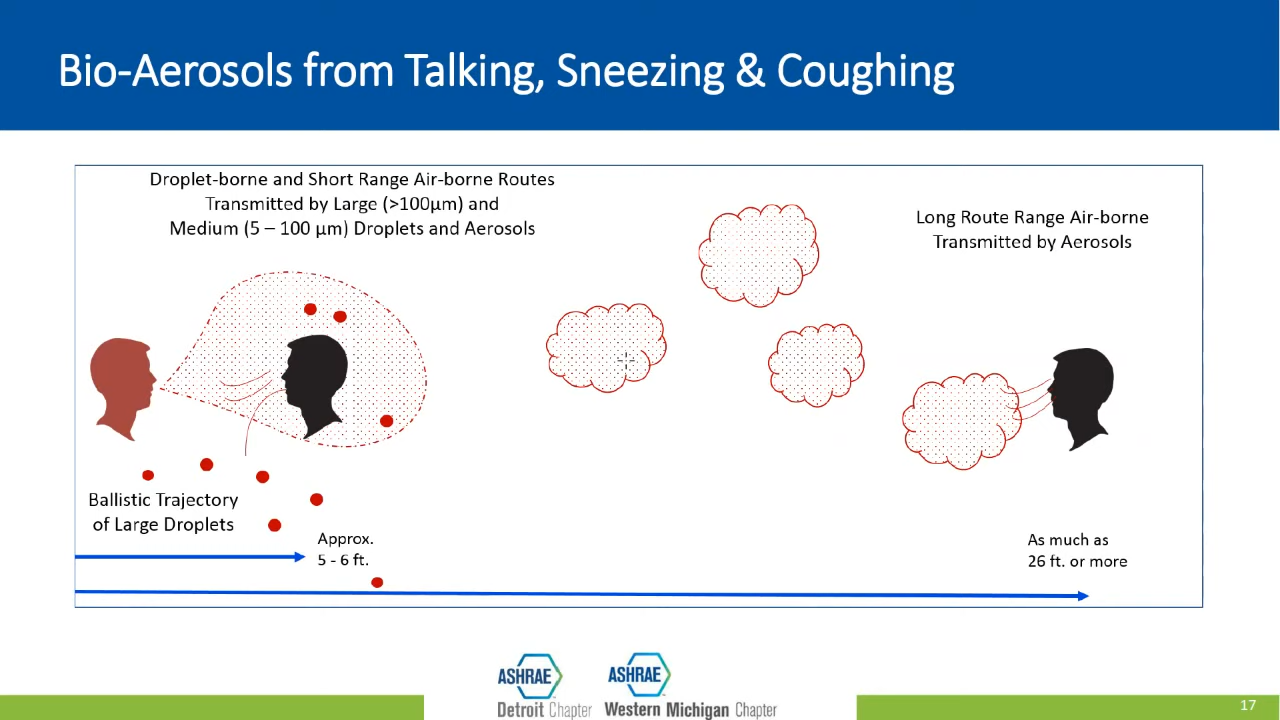 Bio-Aerosols from Talking, Sneezing & Coughing
Droplet-borne and Short Range Air-borne Routes
Transmitted by Large (>100µm) and
Medium (5 – 100 µm) Droplets and Aerosols
Long Route Range Air-borne
Transmitted by Aerosols
Ballistic Trajectory
of Large Droplets
Approx.
5 - 6 ft.
As much as
26 ft. or more
ASHRAE
Detroit Chapter
ASHRAE
Western Michigan Chapter
17